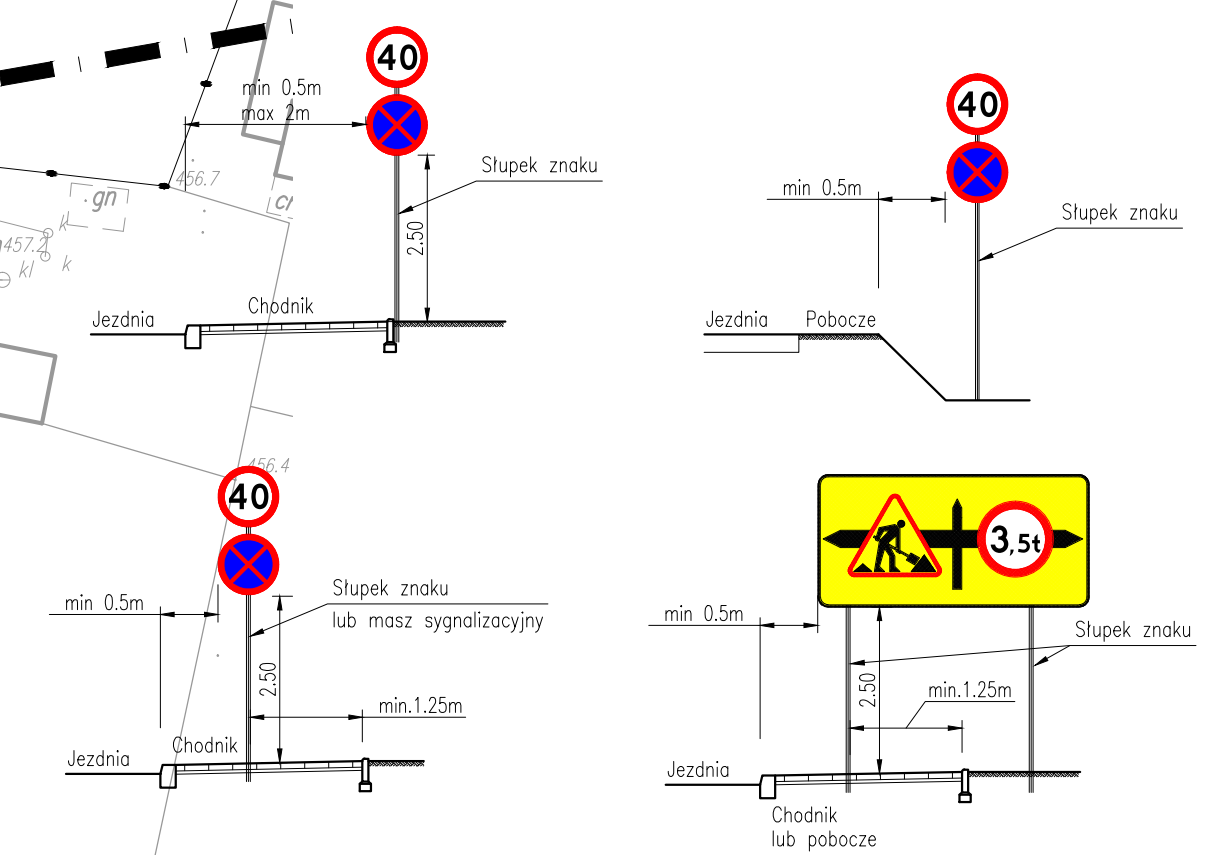 40
min 0.5m
max 2m
Słupek znaku
2.50
Chodnik
Jezdnia
456.7
gn
k
457.2
kl
k
40
min 0.5m
Słupek znaku
Jezdnia
Pobocze
456.4
40
min 0.5m
Słupek znaku
lub masz sygnalizacyjny
2.50
min.1.25m
Chodnik
Jezdnia
3,5t
min 0.5m
Słupek znaku
2.50
min.1.25m
Jezdnia
Chodnik
lub pobocze